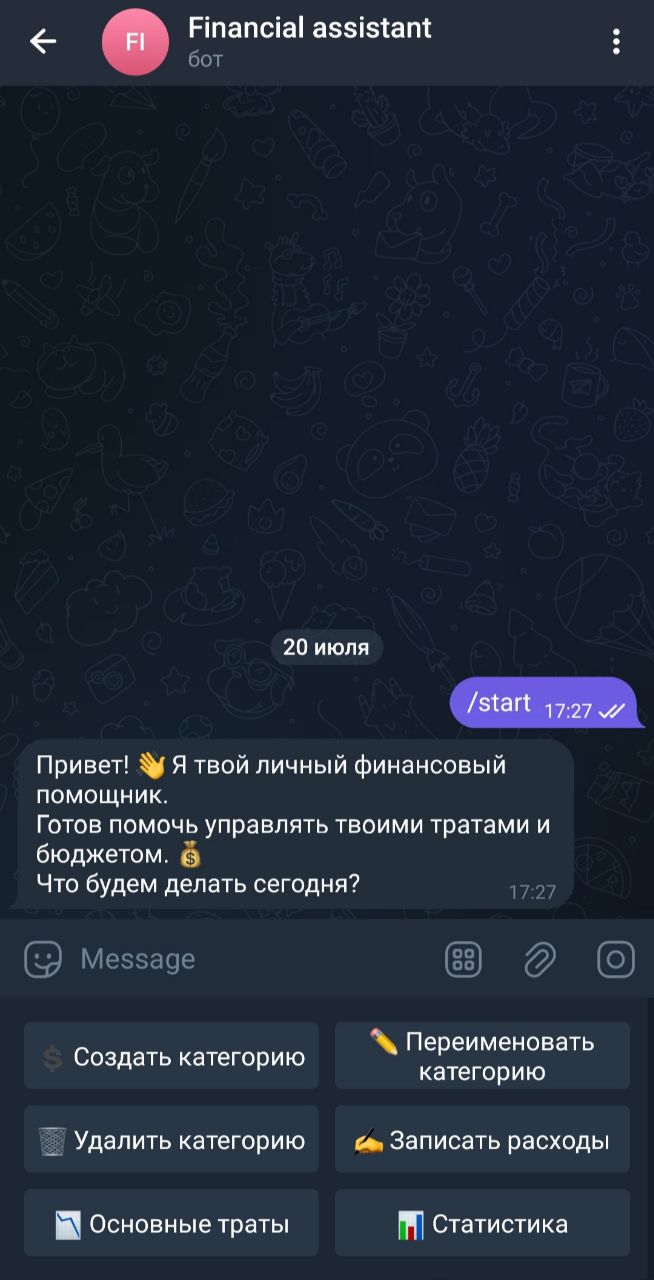 FI
Financial assistant
бот
20 июля
/start 17:27
Привет! 👋 Я твой личный финансовый
помощник.
Готов помочь управлять твоими тратами и
бюджетом. 💰
Что будем делать сегодня?
17:27
Message
💲 Создать категорию
✏️ Переименовать
категорию
🗑️ Удалить категорию
✍️ Записать расходы
📉 Основные траты
📊 Статистика